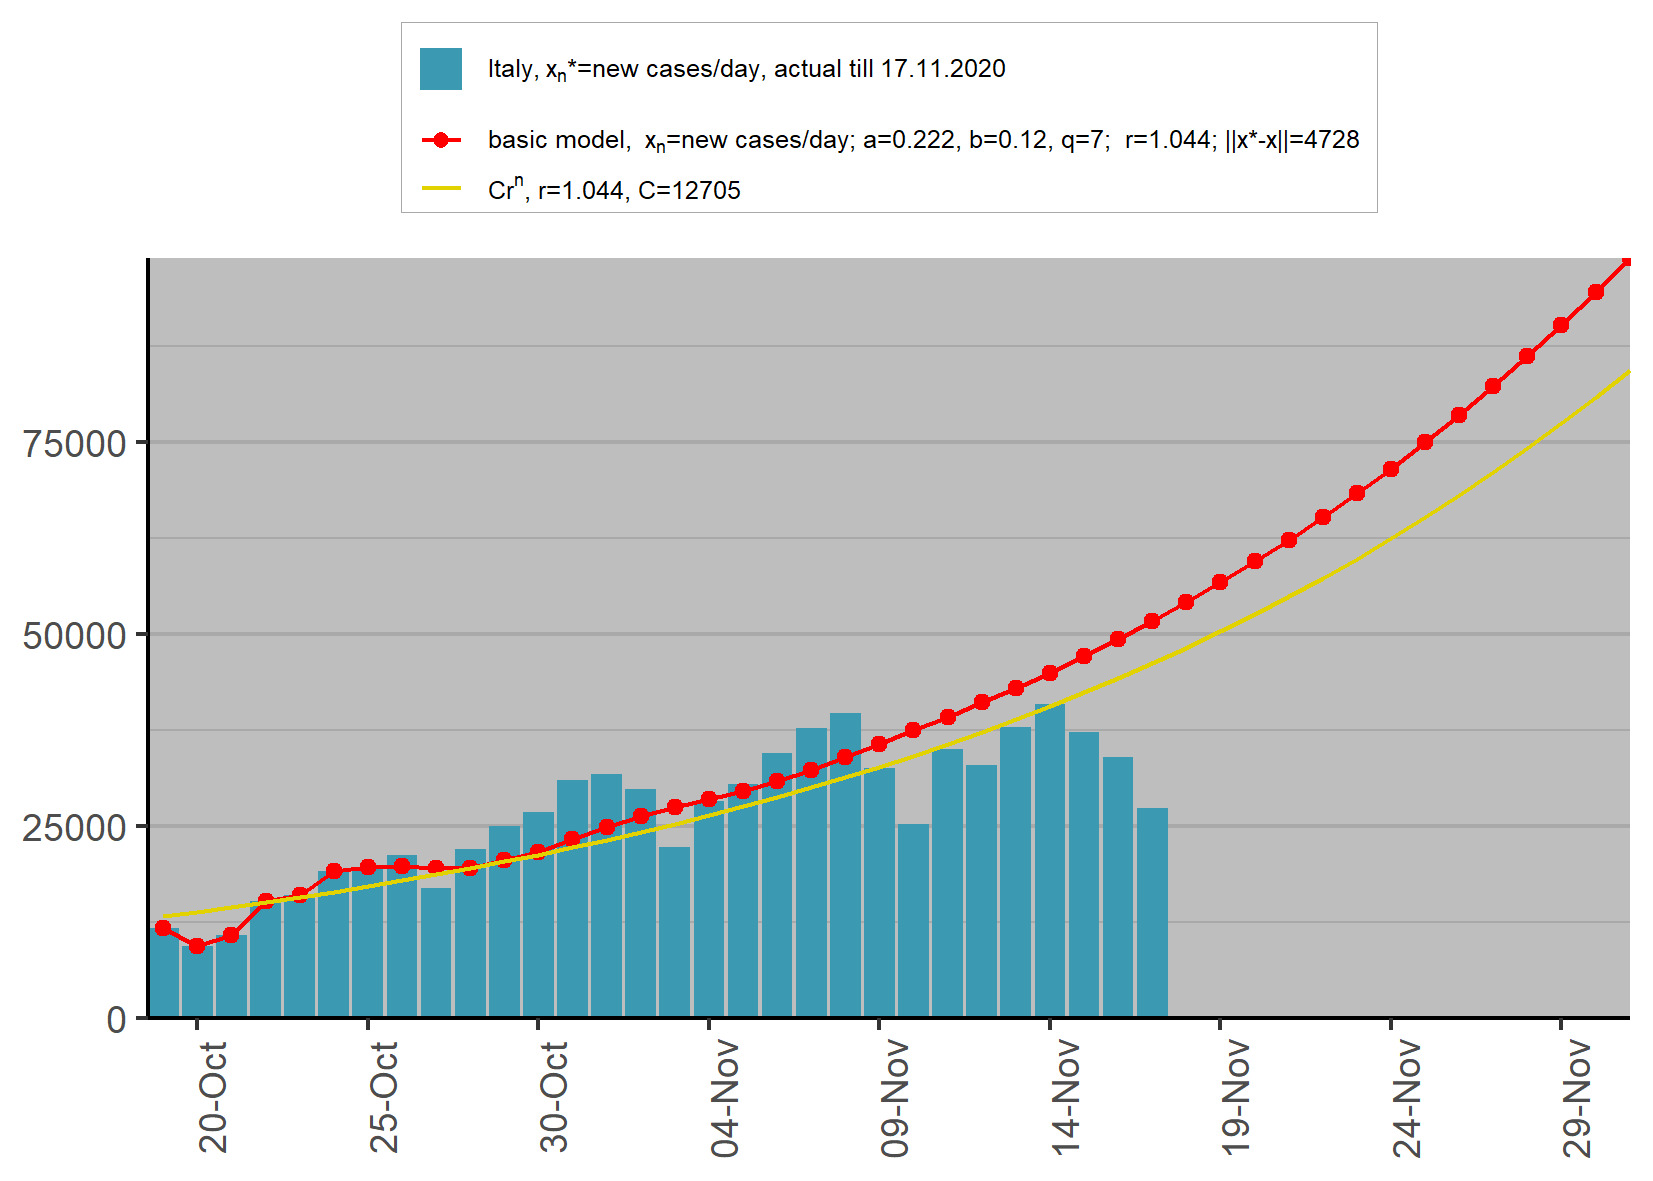 Italy, xn*=new cases/day, actual till 17.11.2020
basic model,  xn=new cases/day; a=0.222, b=0.12, q=7;  r=1.044; ||x*-x||=4728
Crn, r=1.044, C=12705
75000
50000
25000
0
20-Oct
25-Oct
30-Oct
04-Nov
09-Nov
14-Nov
19-Nov
24-Nov
29-Nov